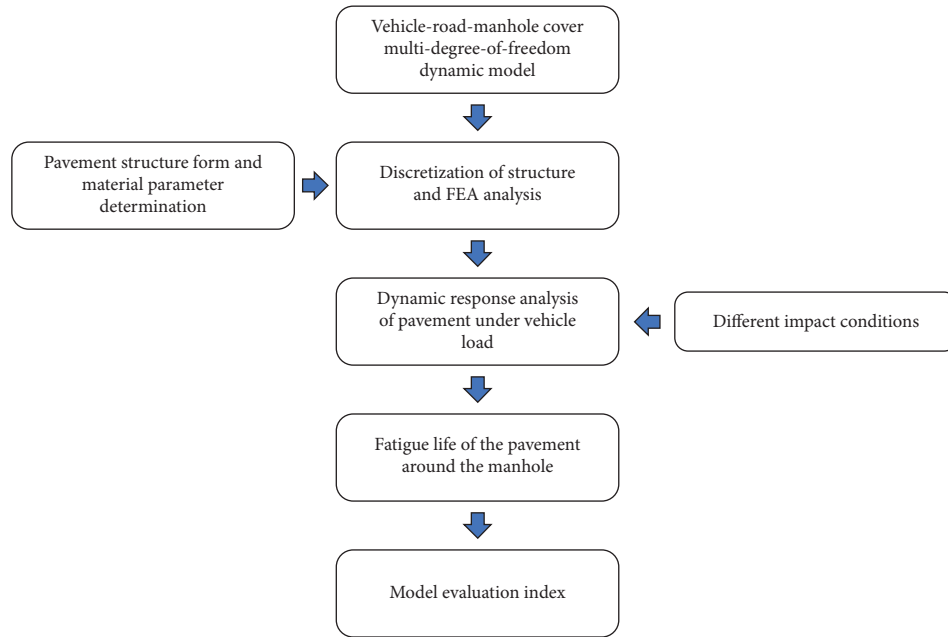 Vehicle-road-manhole cover
multi-degree-of-freedom
dynamic model
Pavement structure form and
material parameter
determination
Discretization of structure
and FEA analysis
Dynamic response analysis
of pavement under vehicle
load
Different impact conditions
Fatigue life of the pavement
around the manhole
Model evaluation index